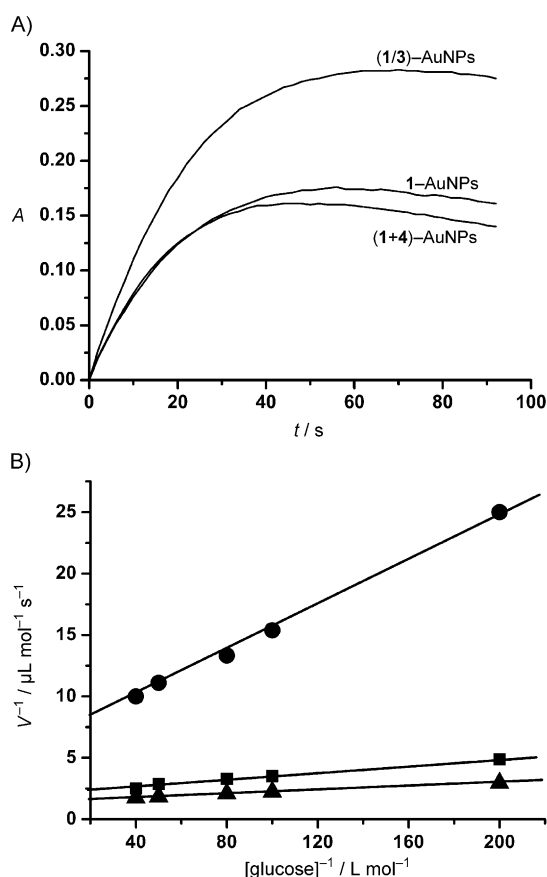 A)
0.30
0.25
0.20
0.15
0.10
0.05
0.00
A
(1/3)–AuNPs
1–AuNPs
(1+4)–AuNPs
0 20 40 60 80 100
t / s
B)
25
20
15
10
5
0
V⁻¹ / µL mol⁻¹ s⁻¹
40 80 120 160 200
[glucose]⁻¹ / L mol⁻¹